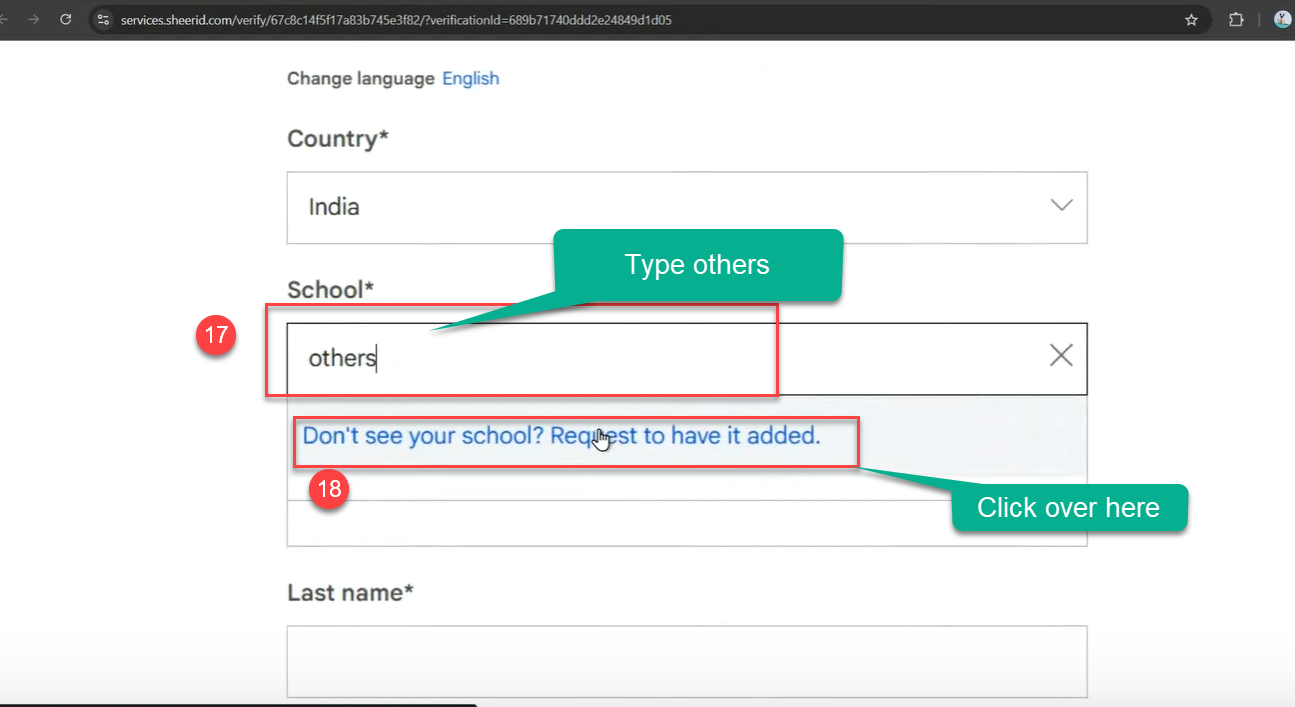 services.sheerid.com/verify/67c8c14f5f17a83b745e3f82/?verificationId=689b71740ddd2e24849d1d05
Change language English
Country*
India
Type others
School*
17
others
Don't see your school? Request to have it added.
18
Click over here
Last name*